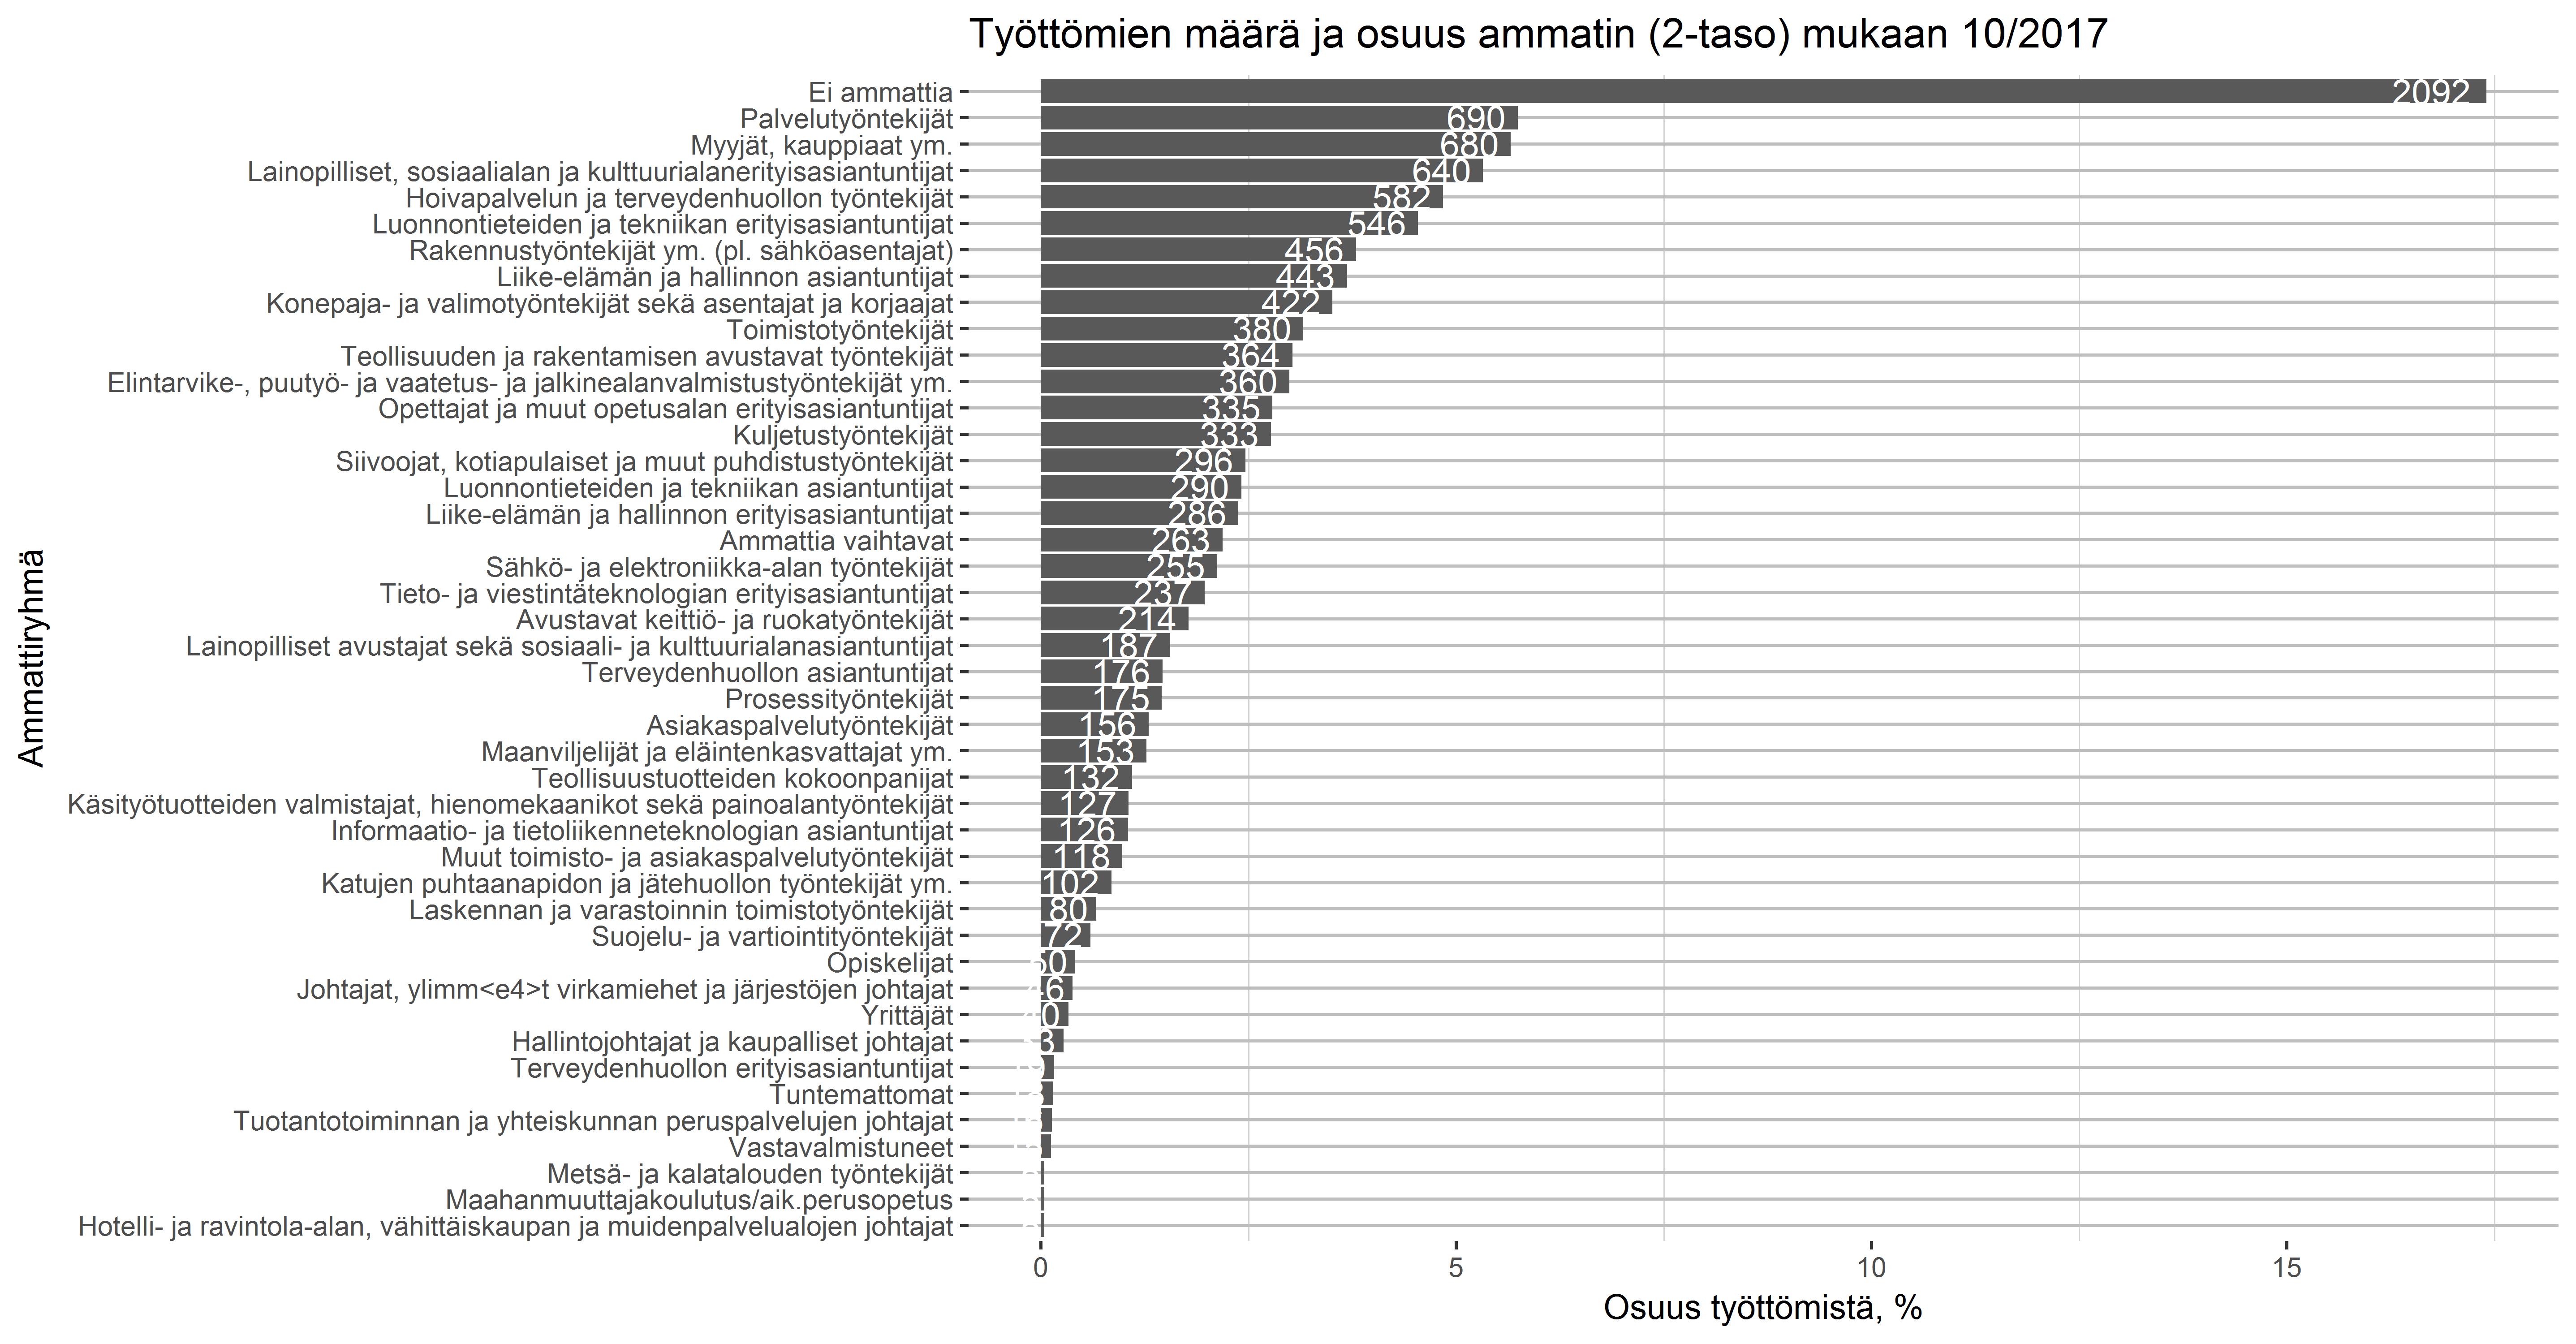 Työttömien määrä ja osuus ammatin (2-taso) mukaan 10/2017
Ammattiryhmä
Ei ammattia 2092
Palvelutyöntekijät 690
Myyjät, kauppiaat ym. 680
Lainopilliset, sosiaalialan ja kulttuurialanerityisasiantuntijat 640
Hoivapalvelun ja terveydenhuollon työntekijät 582
Luonnontieteiden ja tekniikan erityisasiantuntijat 546
Rakennustyöntekijät ym. (pl. sähköasentajat) 456
Liike-elämän ja hallinnon asiantuntijat 443
Konepaja- ja valimotyöntekijät sekä asentajat ja korjaajat 422
Toimistotyöntekijät 380
Teollisuuden ja rakentamisen avustavat työntekijät 364
Elintarvike-, puutyö- ja vaatetus- ja jalkinealanvalmistustyöntekijät ym. 360
Opettajat ja muut opetusalan erityisasiantuntijat 335
Kuljetustyöntekijät 333
Siivoojat, kotiapulaiset ja muut puhdistustyöntekijät 296
Luonnontieteiden ja tekniikan asiantuntijat 290
Liike-elämän ja hallinnon erityisasiantuntijat 286
Ammattia vaihtavat 263
Sähkö- ja elektroniikka-alan työntekijät 255
Tieto- ja viestintäteknologian erityisasiantuntijat 237
Avustavat keittiö- ja ruokatyöntekijät 214
Lainopilliset avustajat sekä sosiaali- ja kulttuurialanasiantuntijat 187
Terveydenhuollon asiantuntijat 176
Prosessityöntekijät 175
Asiakaspalvelutyöntekijät 156
Maanviljelijät ja eläintenkasvattajat ym. 153
Teollisuustuotteiden kokoonpanijat 132
Käsityötuotteiden valmistajat, hienomekaanikot sekä painoalantyöntekijät 127
Informaatio- ja tietoliikenneteknologian asiantuntijat 126
Muut toimisto- ja asiakaspalvelutyöntekijät 118
Katujen puhtaanapidon ja jätehuollon työntekijät ym. 102
Laskennan ja varastoinnin toimistotyöntekijät 80
Suojelu- ja vartiointityöntekijät 72
Opiskelijat 50
Johtajat, ylimm<e4>t virkamiehet ja järjestöjen johtajat 46
Yrittäjät 40
Hallintojohtajat ja kaupalliset johtajat
Terveydenhuollon erityisasiantuntijat
Tuntemattomat
Tuotantotoiminnan ja yhteiskunnan peruspalvelujen johtajat
Vastavalmistuneet
Metsä- ja kalatalouden työntekijät
Maahanmuuttajakoulutus/aik.perusopetus
Hotelli- ja ravintola-alan, vähittäiskaupan ja muidenpalvelualojen johtajat
0 5 10 15
Osuus työttömistä, %